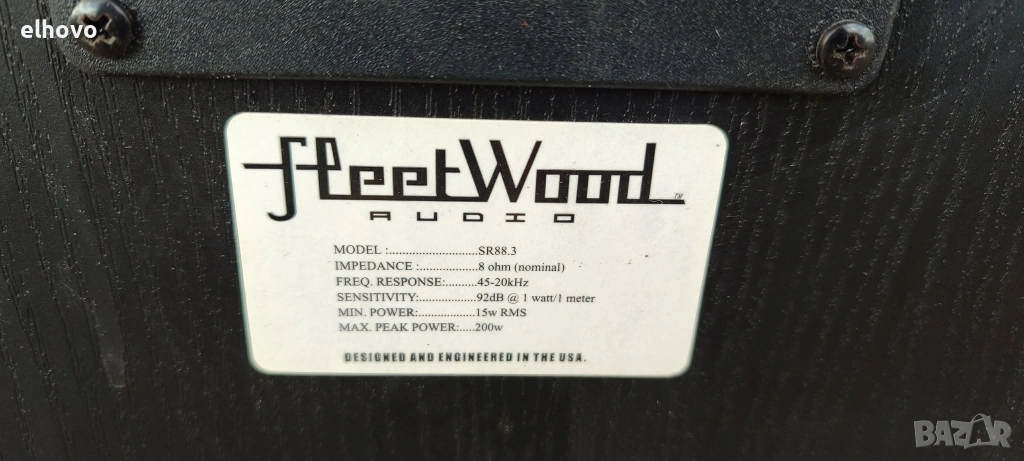 elhovo
fleetWood
TM
AUDIO
MODEL :..............................SR88.3
IMPEDANCE :..................8 ohm (nominal)
FREQ. RESPONSE:..........45-20kHz
SENSITIVITY:..................92dB @ 1 watt/1 meter
MIN. POWER:..................15w RMS
MAX. PEAK POWER:.....200w
DESIGNED AND ENGINEERED IN THE USA.
BAZAR